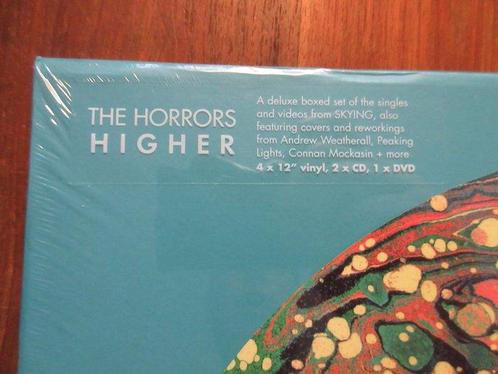 THE HORRORS
HIGHER
A deluxe boxed set of the singles
and videos from SKYING, also
featuring covers and reworkings
from Andrew Weatherall, Peaking
Lights, Connan Mockasin + more
4 x 12" vinyl, 2 x CD, 1 x DVD